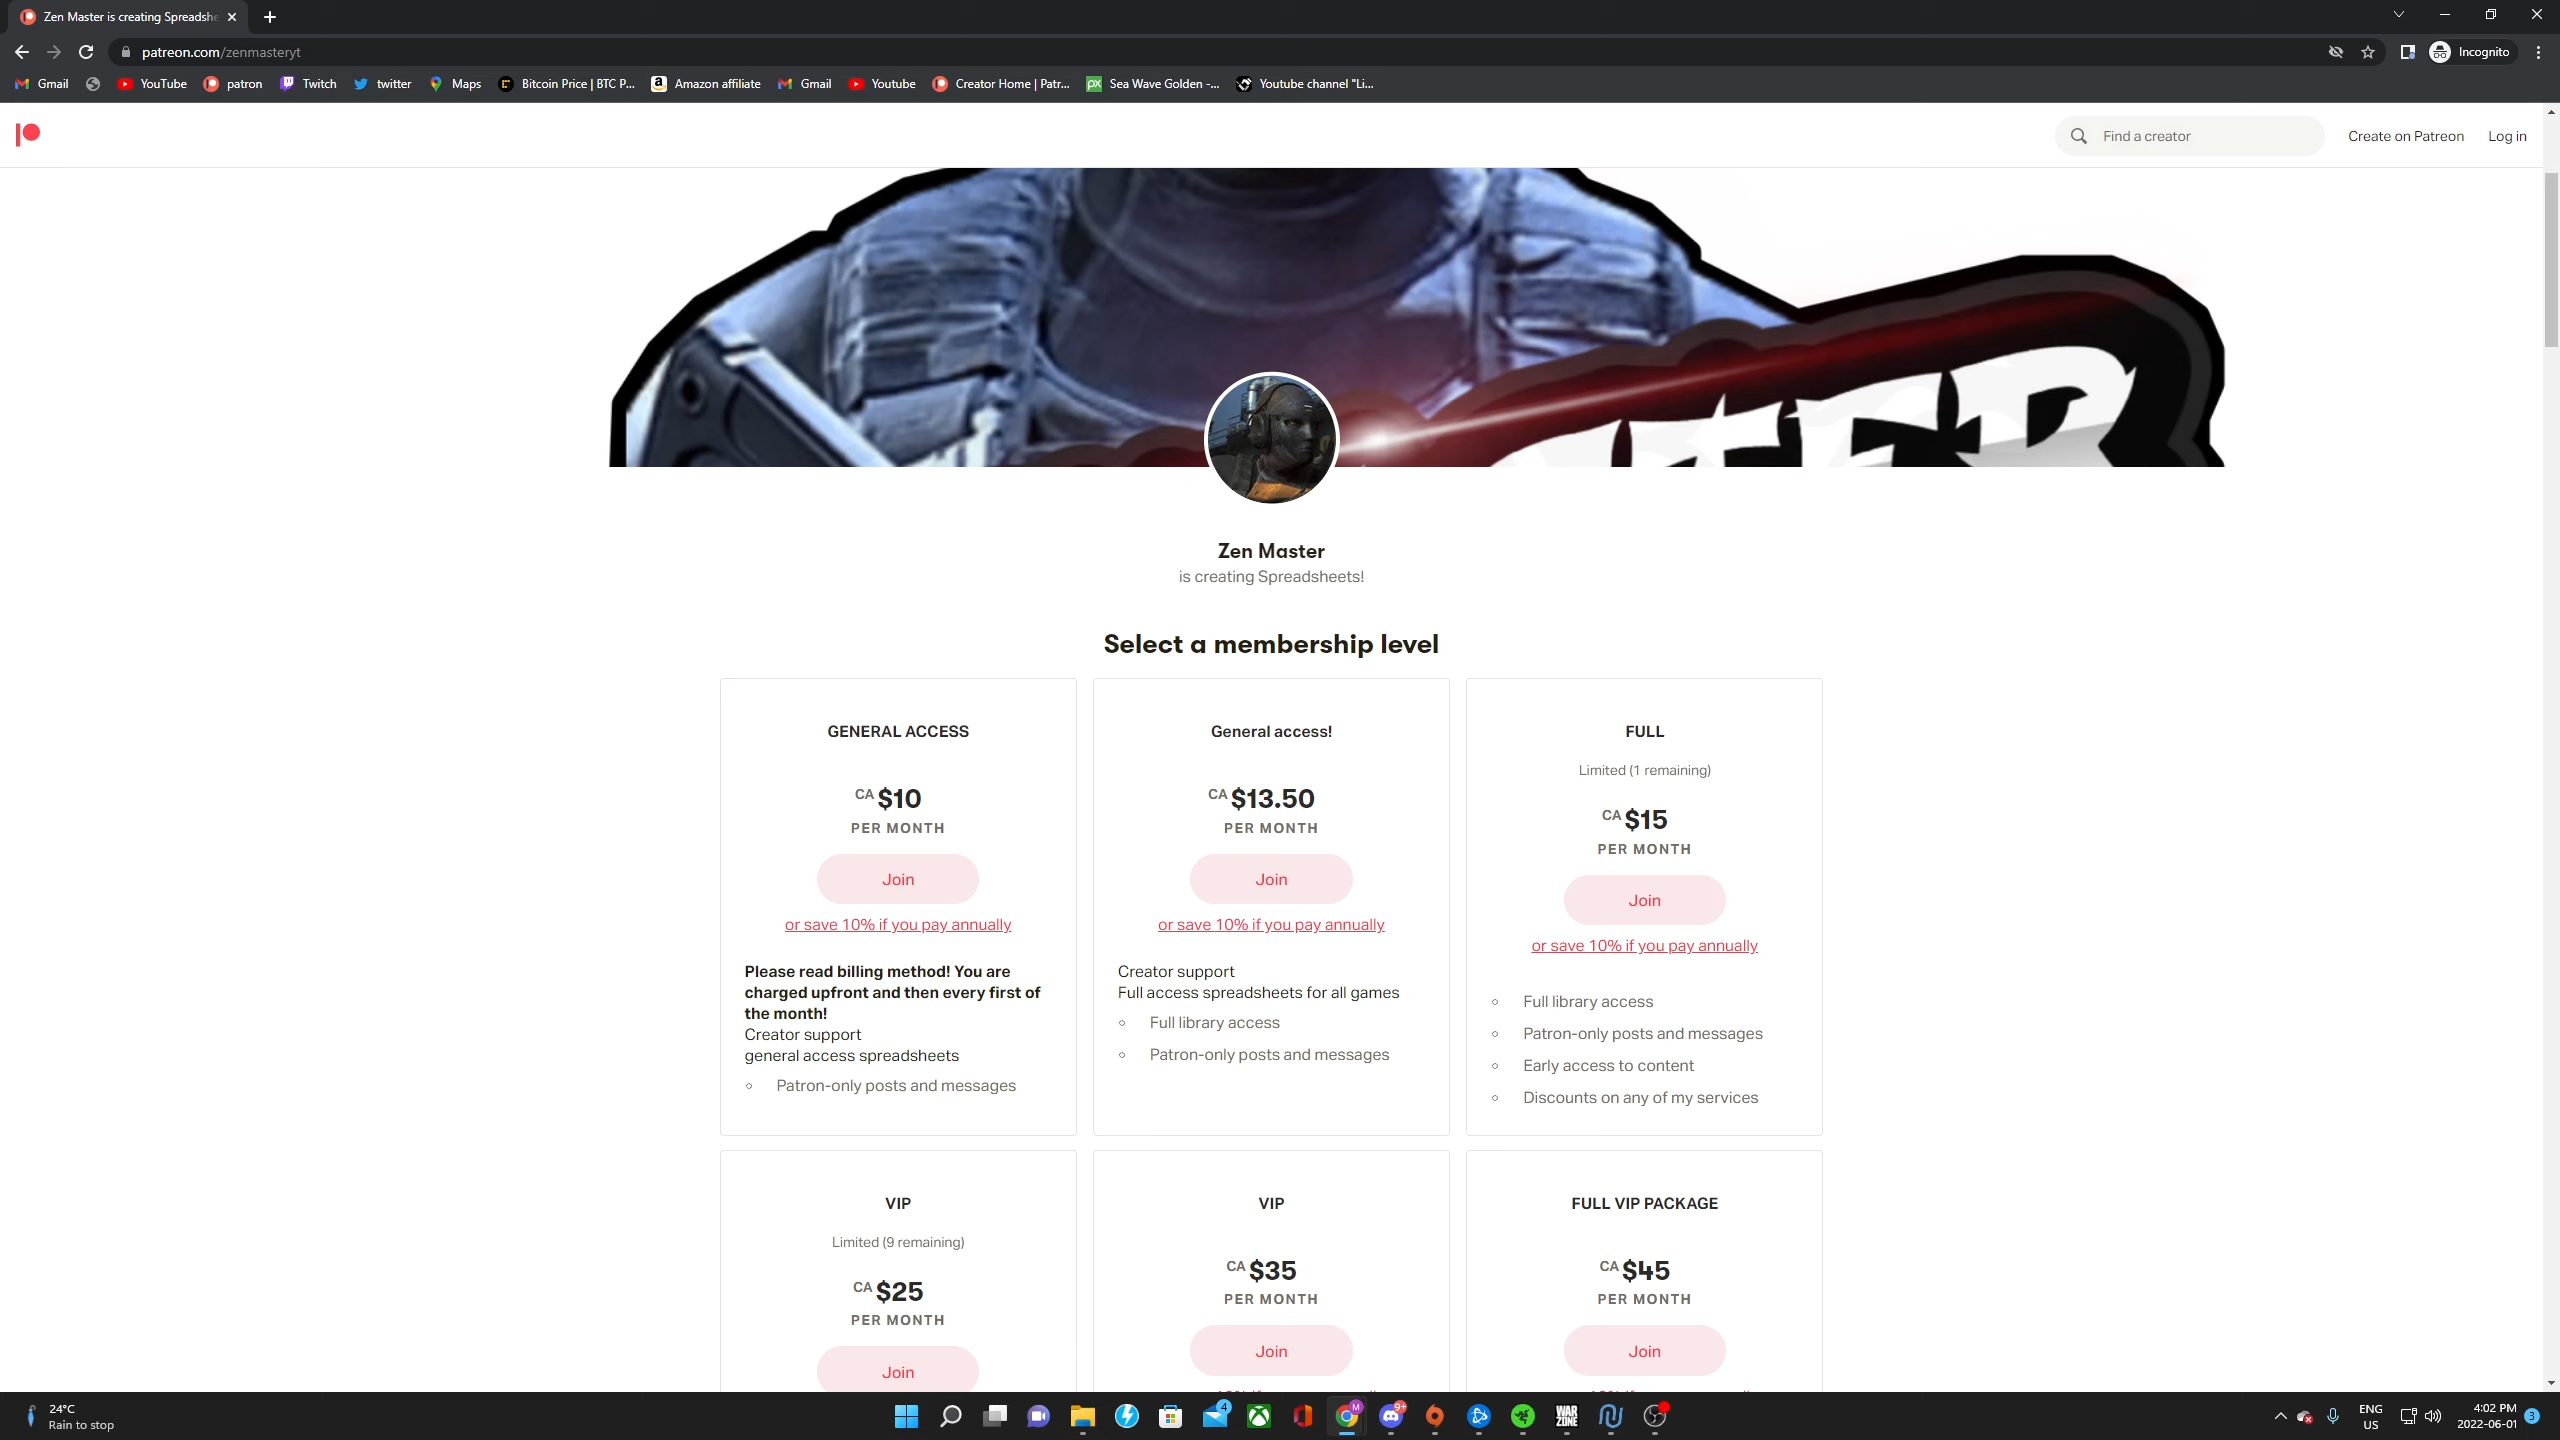 Zen Master is creating Spreadshe
patreon.com/zenmasteryt
Incognito
Gmail
YouTube
patron
Twitch
twitter
Maps
Bitcoin Price | BTC P...
Amazon affiliate
Gmail
Youtube
Creator Home | Patr...
Sea Wave Golden -...
Youtube channel "Li...
Find a creator
Create on Patreon
Log in
Zen Master
is creating Spreadsheets!
Select a membership level
GENERAL ACCESS
CA $10
PER MONTH
Join
or save 10% if you pay annually
Please read billing method! You are
charged upfront and then every first of
the month!
Creator support
general access spreadsheets
Patron-only posts and messages
General access!
CA $13.50
PER MONTH
Join
or save 10% if you pay annually
Creator support
Full access spreadsheets for all games
Full library access
Patron-only posts and messages
FULL
Limited (1 remaining)
CA $15
PER MONTH
Join
or save 10% if you pay annually
Full library access
Patron-only posts and messages
Early access to content
Discounts on any of my services
VIP
Limited (9 remaining)
CA $25
PER MONTH
Join
VIP
CA $35
PER MONTH
Join
FULL VIP PACKAGE
CA $45
PER MONTH
Join
24°C
Rain to stop
4
M
9+
WAR
ZONE
ENG
US
4:02 PM
2022-06-01
3